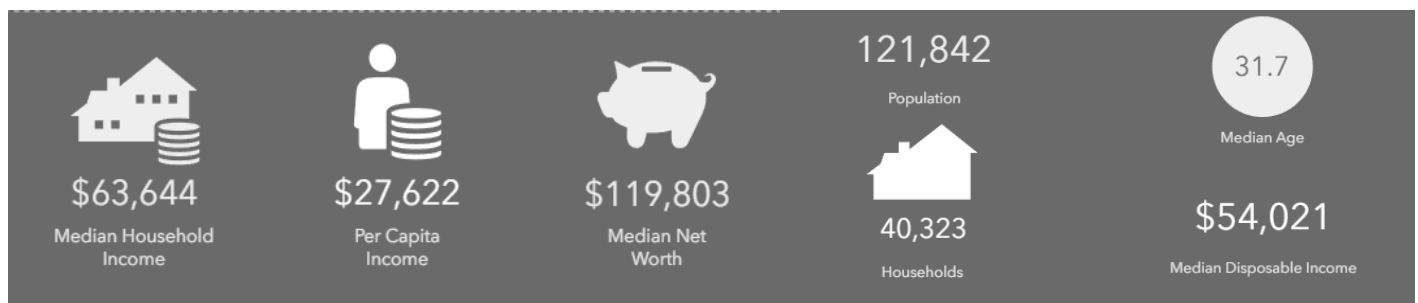 $63,644
Median Household
Income
$27,622
Per Capita
Income
$119,803
Median Net
Worth
121,842
Population
40,323
Households
31.7
Median Age
$54,021
Median Disposable Income